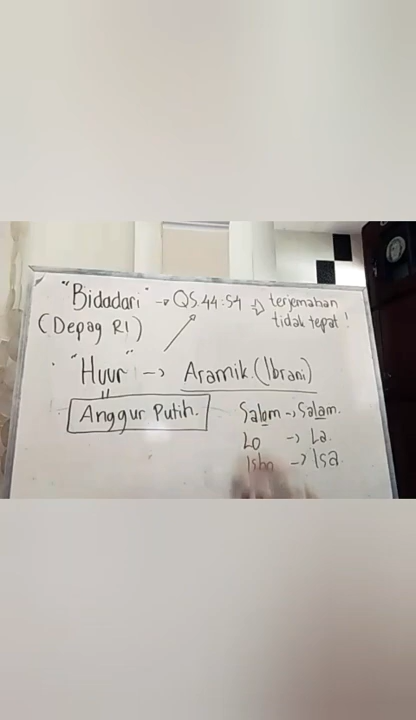 "Bidadari" → QS.44:54 → terjemahan
(Depag RI) tidak tepat!
"Huur" → Aramik.(Ibrani)
Anggur Putih.
Salom → Salam.
Lo → La.
→ Isa.